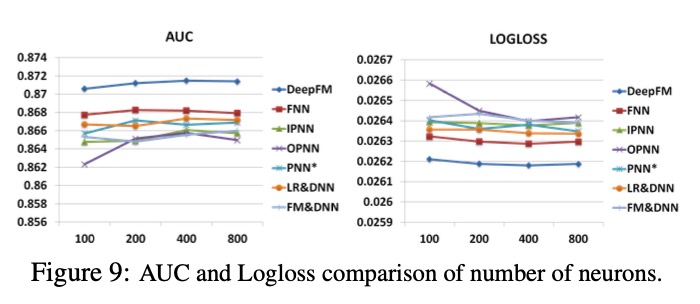 AUC
0.874
0.872
0.87
0.868
0.866
0.864
0.862
0.86
0.858
0.856
100 200 400 800
DeepFM
FNN
IPNN
OPNN
PNN*
LR&DNN
FM&DNN
LOGLOSS
0.0267
0.0266
0.0265
0.0264
0.0263
0.0262
0.0261
0.026
0.0259
100 200 400 800
DeepFM
FNN
IPNN
OPNN
PNN*
LR&DNN
FM&DNN
Figure 9: AUC and Logloss comparison of number of neurons.